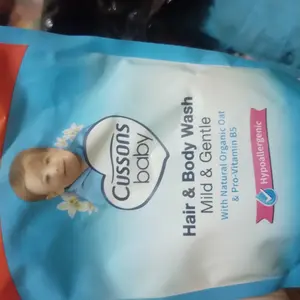 Cussons
baby
Hair & Body Wash
Mild & Gentle
With Natural Organic Oat
& Pro-Vitamin B5
Hypoallergenic